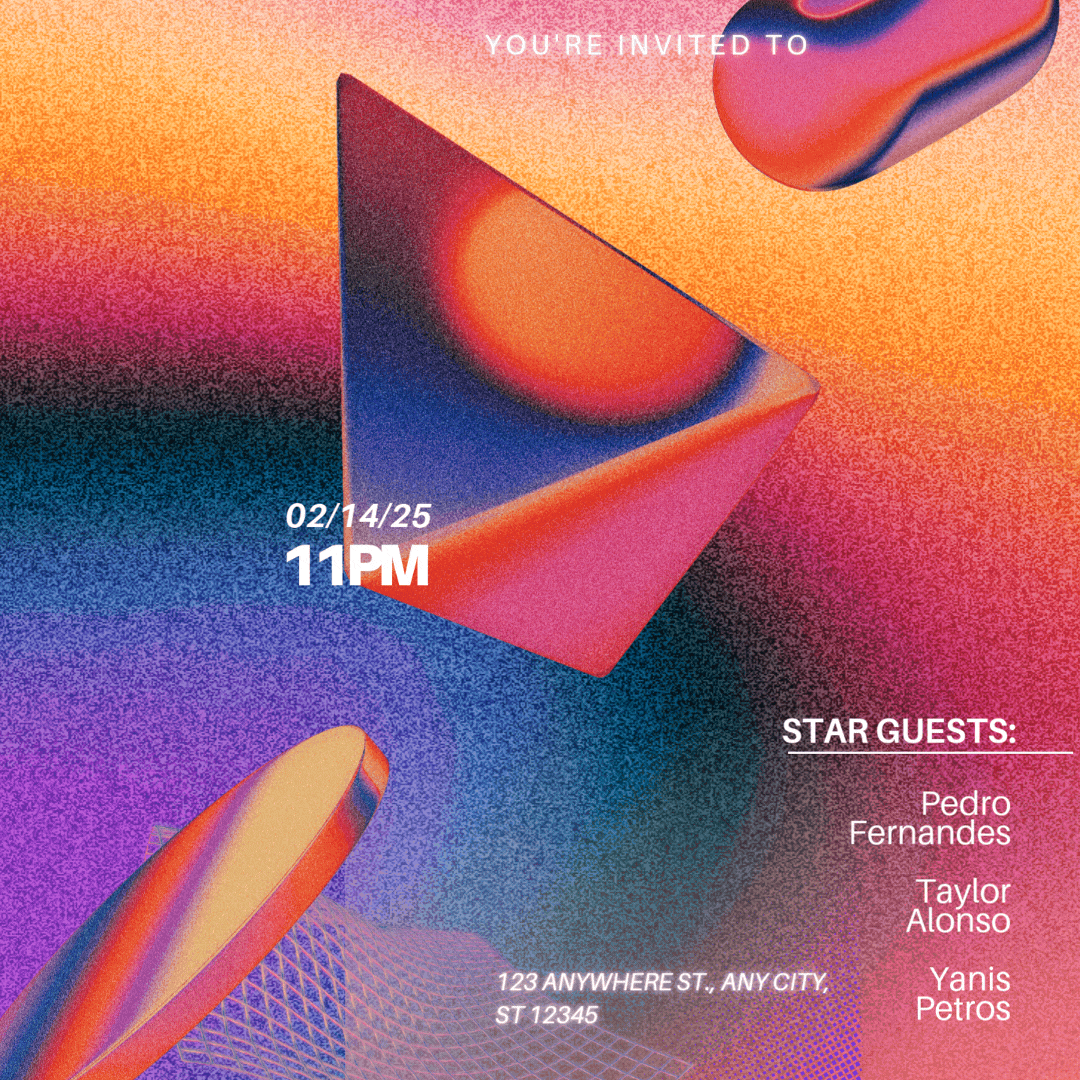 YOU'RE INVITED TO
02/14/25
11PM
STAR GUESTS:
Pedro
Fernandes
Taylor
Alonso
Yanis
Petros
123 ANYWHERE ST., ANY CITY,
ST 12345